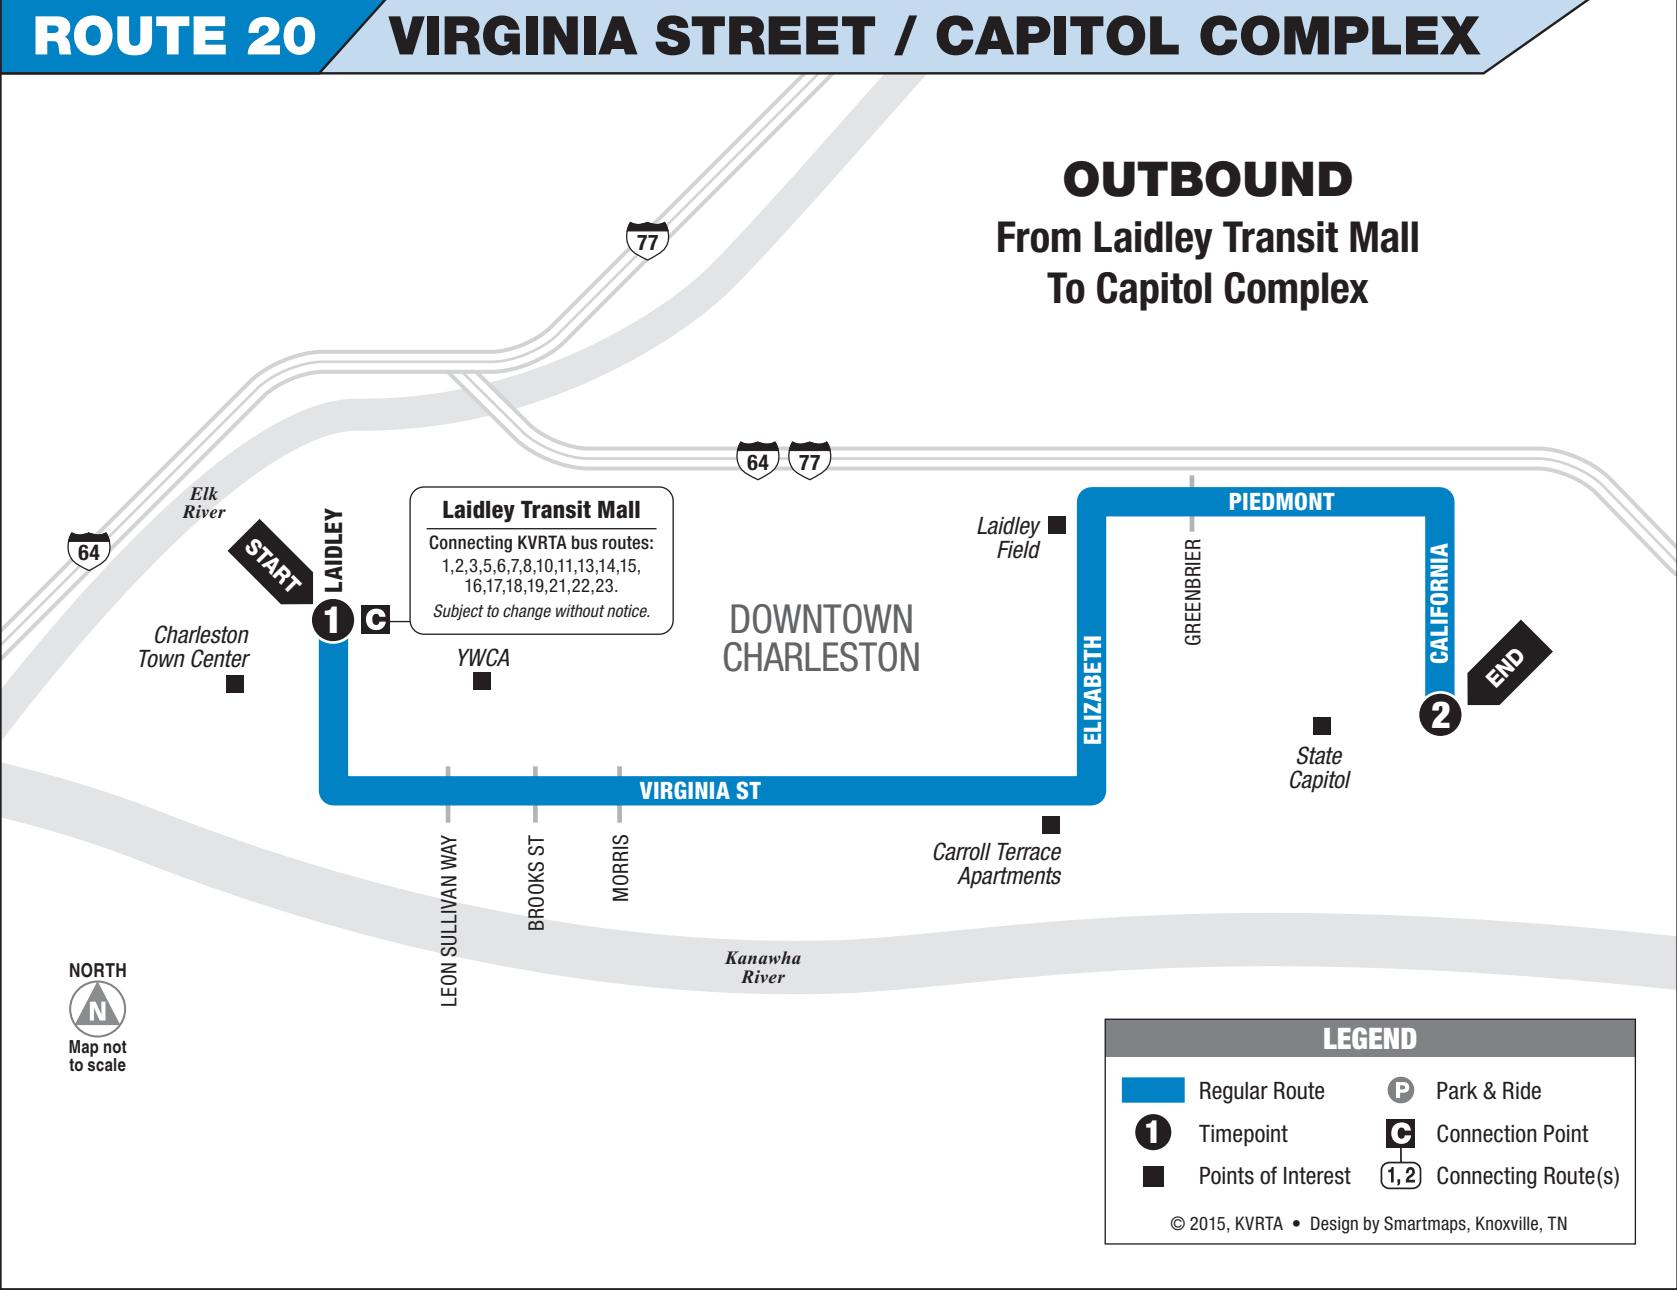 ROUTE 20
VIRGINIA STREET / CAPITOL COMPLEX
OUTBOUND
From Laidley Transit Mall
To Capitol Complex
77
64
77
64
Elk
River
START
LAIDLEY
1
C
Laidley Transit Mall
Connecting KVRTA bus routes:
1,2,3,5,6,7,8,10,11,13,14,15,
16,17,18,19,21,22,23.
Subject to change without notice.
Charleston
Town Center
YWCA
DOWNTOWN
CHARLESTON
Laidley
Field
PIEDMONT
GREENBRIER
ELIZABETH
CALIFORNIA
END
2
State
Capitol
VIRGINIA ST
LEON SULLIVAN WAY
BROOKS ST
MORRIS
Carroll Terrace
Apartments
Kanawha
River
NORTH
N
Map not
to scale
LEGEND
Regular Route
P Park & Ride
1 Timepoint
C Connection Point
Points of Interest
1, 2 Connecting Route(s)
© 2015, KVRTA • Design by Smartmaps, Knoxville, TN